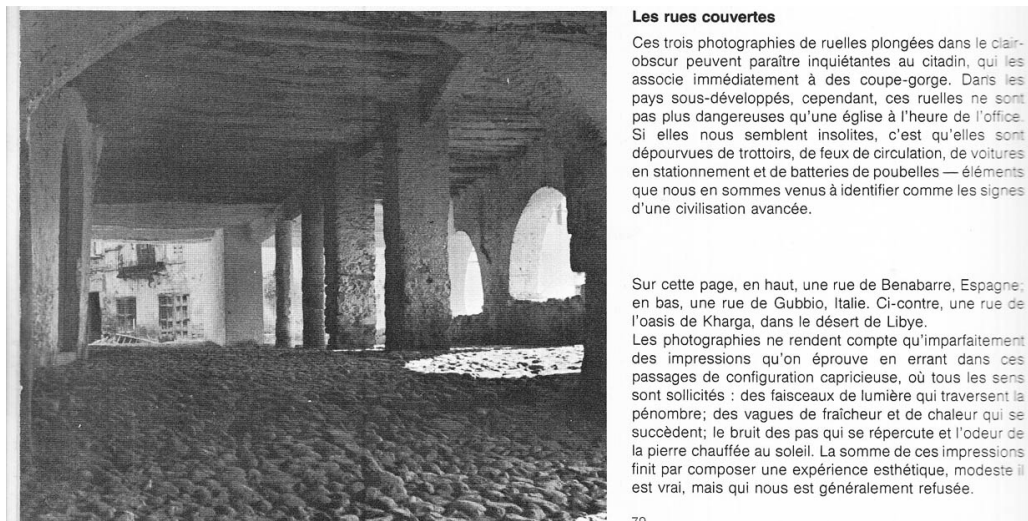 Les rues couvertes
Ces trois photographies de ruelles plongées dans le clair-
obscur peuvent paraître inquiétantes au citadin, qui les
associe immédiatement à des coupe-gorge. Dans les
pays sous-développés, cependant, ces ruelles ne sont
pas plus dangereuses qu'une église à l'heure de l'office.
Si elles nous semblent insolites, c'est qu'elles sont
dépourvues de trottoirs, de feux de circulation, de voitures
en stationnement et de batteries de poubelles — éléments
que nous en sommes venus à identifier comme les signes
d'une civilisation avancée.
Sur cette page, en haut, une rue de Benabarre, Espagne;
en bas, une rue de Gubbio, Italie. Ci-contre, une rue de
l'oasis de Kharga, dans le désert de Libye.
Les photographies ne rendent compte qu'imparfaitement
des impressions qu'on éprouve en errant dans ces
passages de configuration capricieuse, où tous les sens
sont sollicités : des faisceaux de lumière qui traversent la
pénombre; des vagues de fraîcheur et de chaleur qui se
succèdent; le bruit des pas qui se répercute et l'odeur de
la pierre chauffée au soleil. La somme de ces impressions
finit par composer une expérience esthétique, modeste il
est vrai, mais qui nous est généralement refusée.